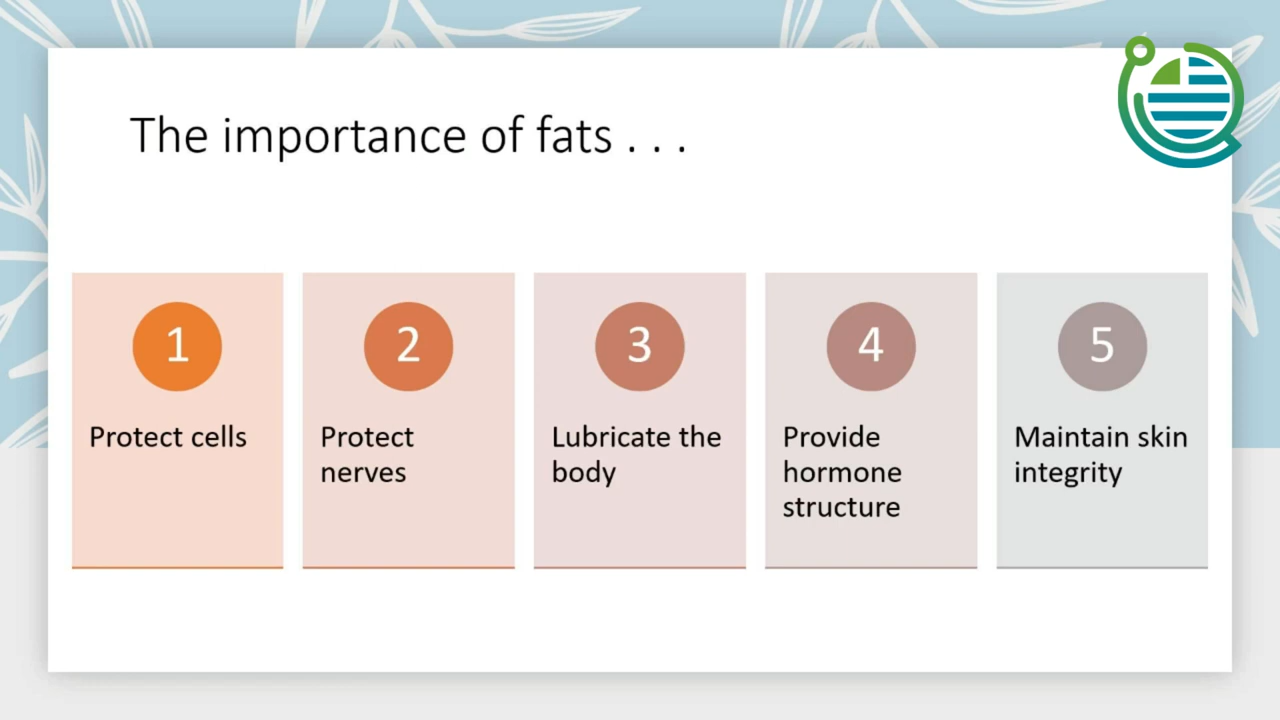 The importance of fats . . .
1
Protect cells
2
Protect
nerves
3
Lubricate the
body
4
Provide
hormone
structure
5
Maintain skin
integrity